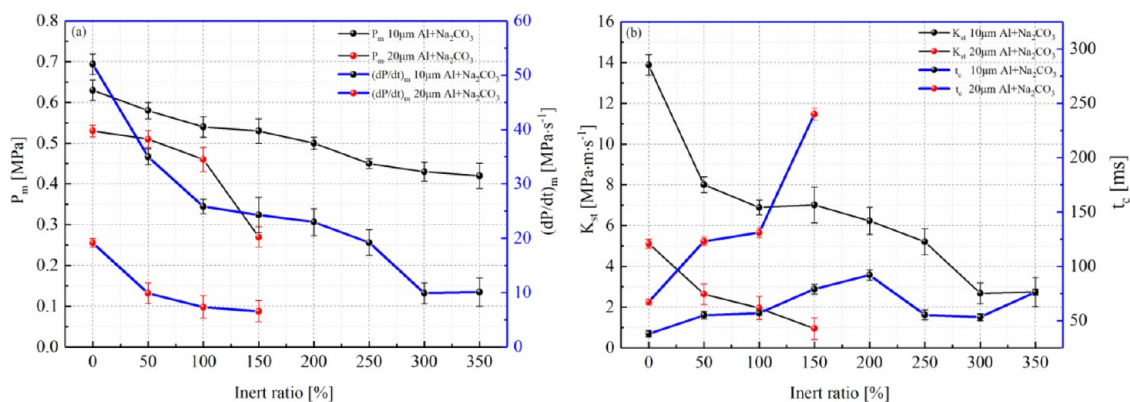 (a)
P_m 10μm Al+Na₂CO₃
P_m 20μm Al+Na₂CO₃
(dP/dt)_m 10μm Al+Na₂CO₃
(dP/dt)_m 20μm Al+Na₂CO₃
0.8
0.7
0.6
0.5
0.4
0.3
0.2
0.1
0.0
P_m [MPa]
60
50
40
30
20
10
0
(dP/dt)_m [MPa·s⁻¹]
0 50 100 150 200 250 300 350
Inert ratio [%]
(b)
K_st 10μm Al+Na₂CO₃
K_st 20μm Al+Na₂CO₃
t_c 10μm Al+Na₂CO₃
t_c 20μm Al+Na₂CO₃
16
14
12
10
8
6
4
2
0
K_st [MPa·m·s⁻¹]
300
250
200
150
100
50
t_c [ms]
0 50 100 150 200 250 300 350
Inert ratio [%]